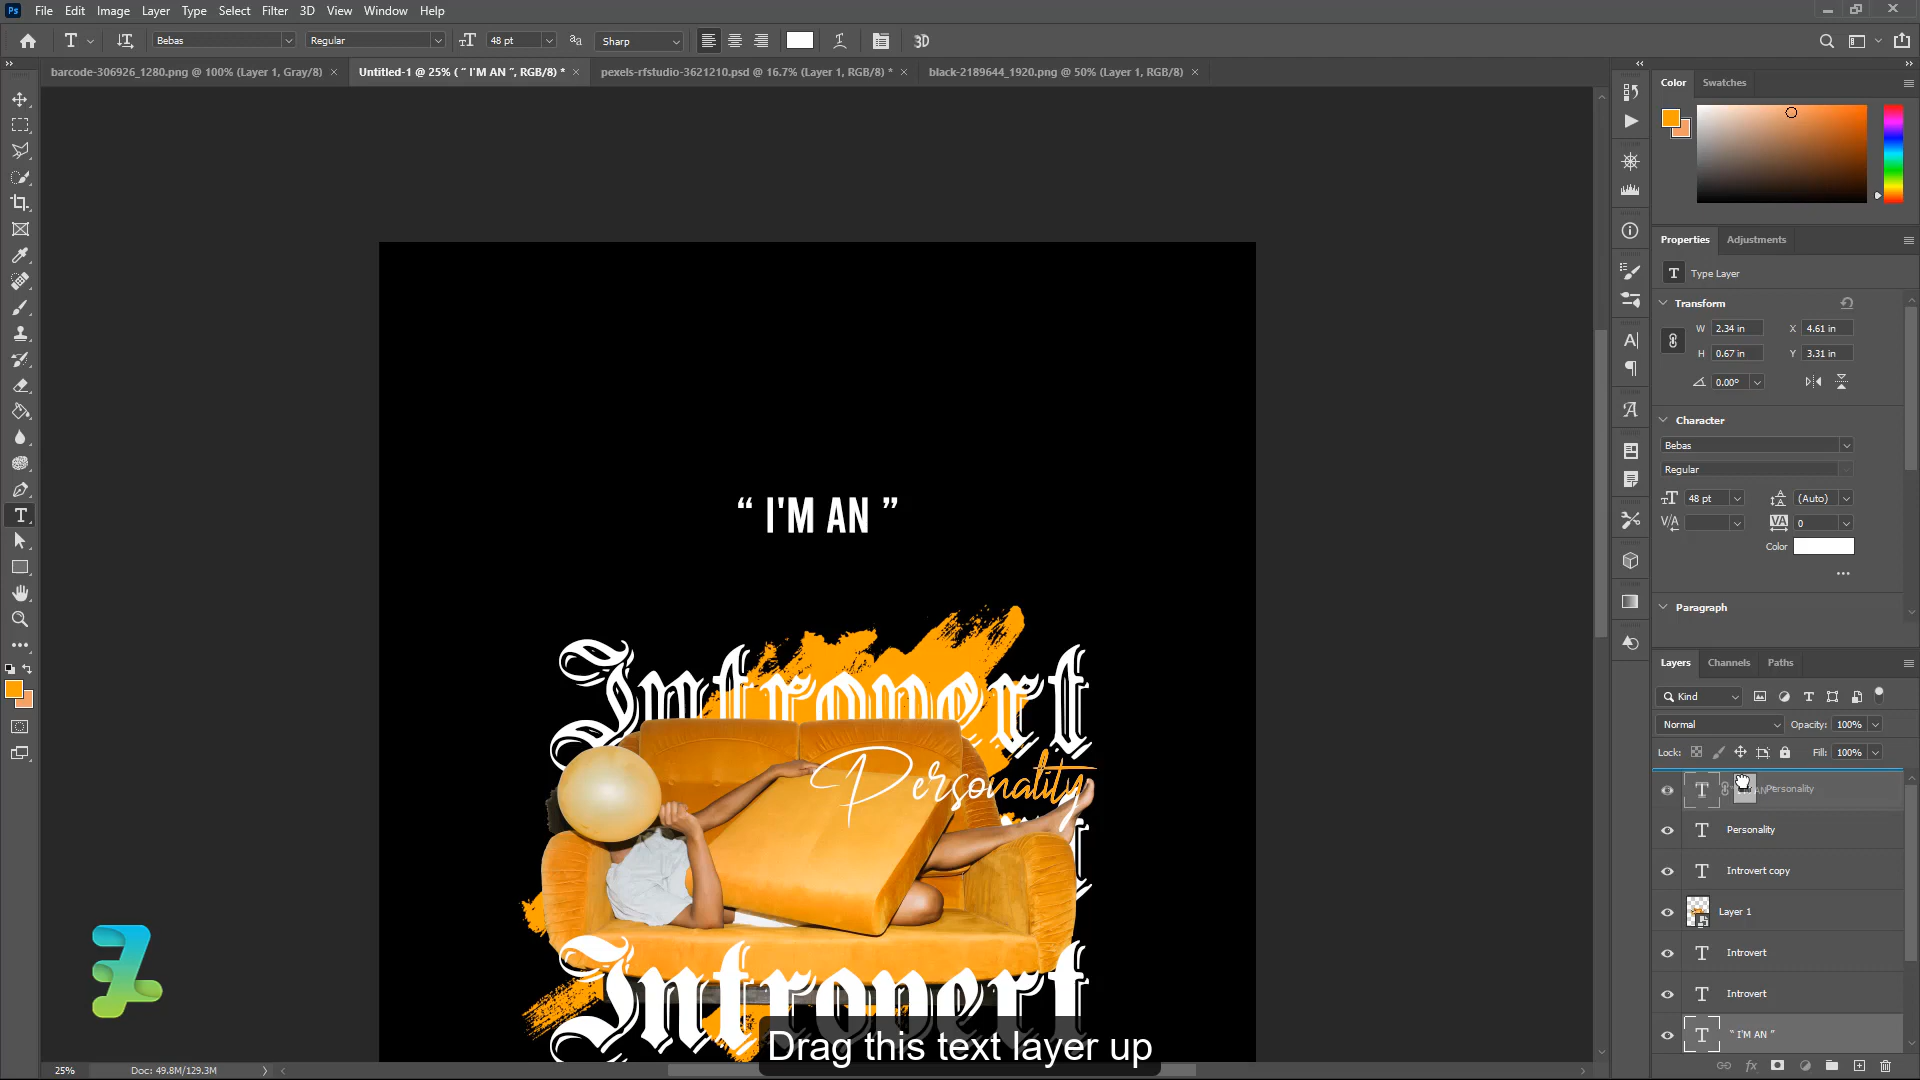 Ps File Edit Image Layer Type Select Filter 3D View Window Help
T Bebas Regular 48 pt Sharp 3D
barcode-306926_1280.png @ 100% (Layer 1, Gray/8) × Untitled-1 @ 25% ( “ I'M AN ”, RGB/8) * × pexels-rfstudio-3621210.psd @ 16.7% (Layer 1, RGB/8) * × black-2189644_1920.png @ 50% (Layer 1, RGB/8) ×
Color Swatches
Properties Adjustments
T Type Layer
Transform
W 2.34 in X 4.61 in
H 0.67 in Y 3.31 in
0.00°
Character
Bebas
Regular
48 pt (Auto)
0
Color
Paragraph
“ I'M AN ”
Introvert
Personality
Introvert
Layers Channels Paths
Kind
Normal Opacity: 100%
Lock: Fill: 100%
Personality
Personality
Introvert copy
Layer 1
Introvert
Introvert
“ I'M AN ”
Drag this text layer up
25% Doc: 49.8M/129.3M